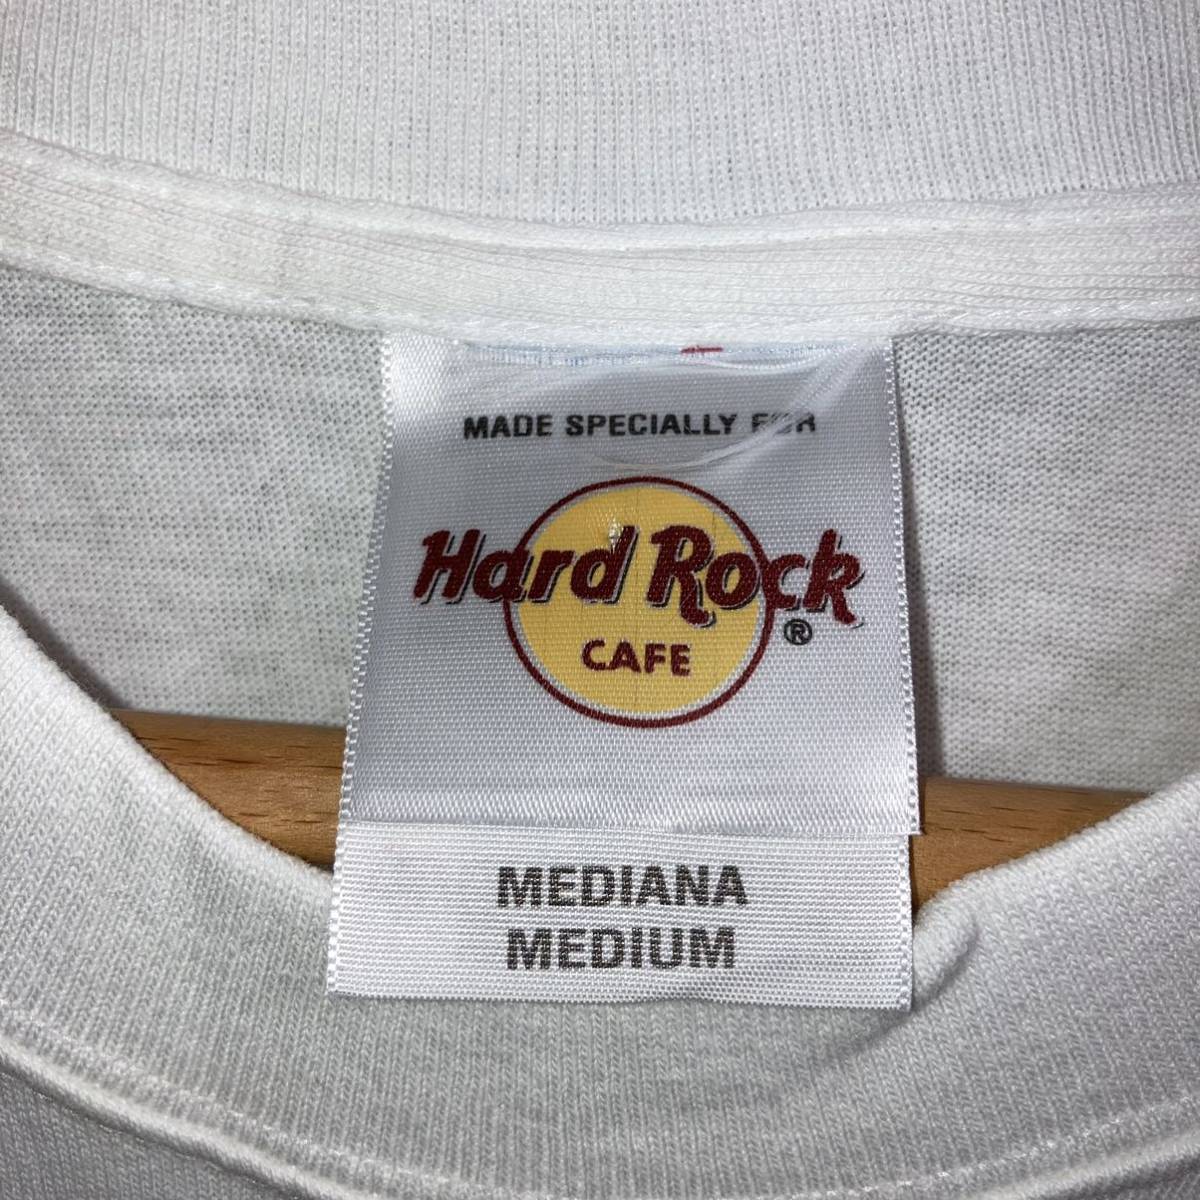 MADE SPECIALLY FOR
Hard Rock
CAFE
®
MEDIANA
MEDIUM